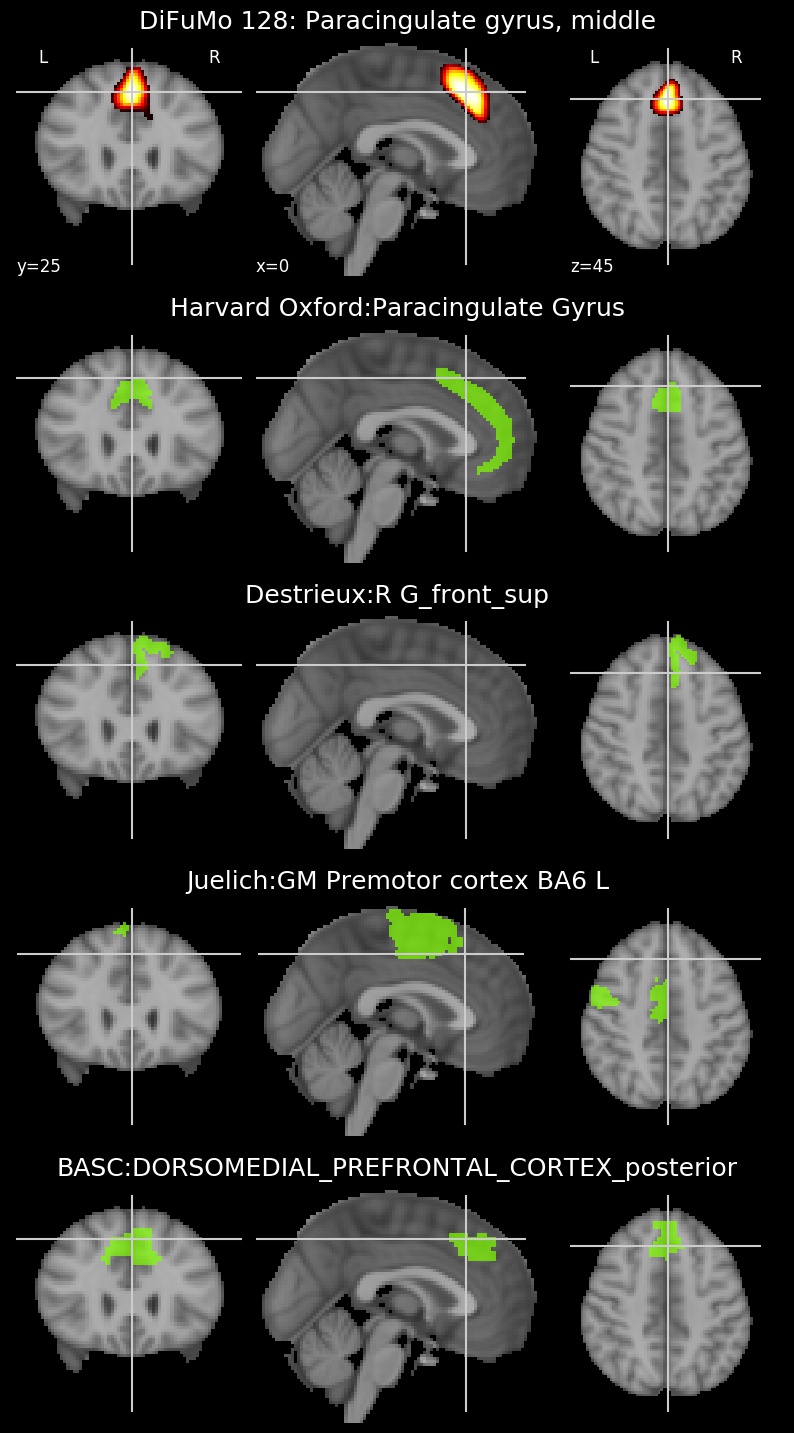 DiFuMo 128: Paracingulate gyrus, middle
L R L R
y=25 x=0 z=45
Harvard Oxford:Paracingulate Gyrus
Destrieux:R G_front_sup
Juelich:GM Premotor cortex BA6 L
BASC:DORSOMEDIAL_PREFRONTAL_CORTEX_posterior